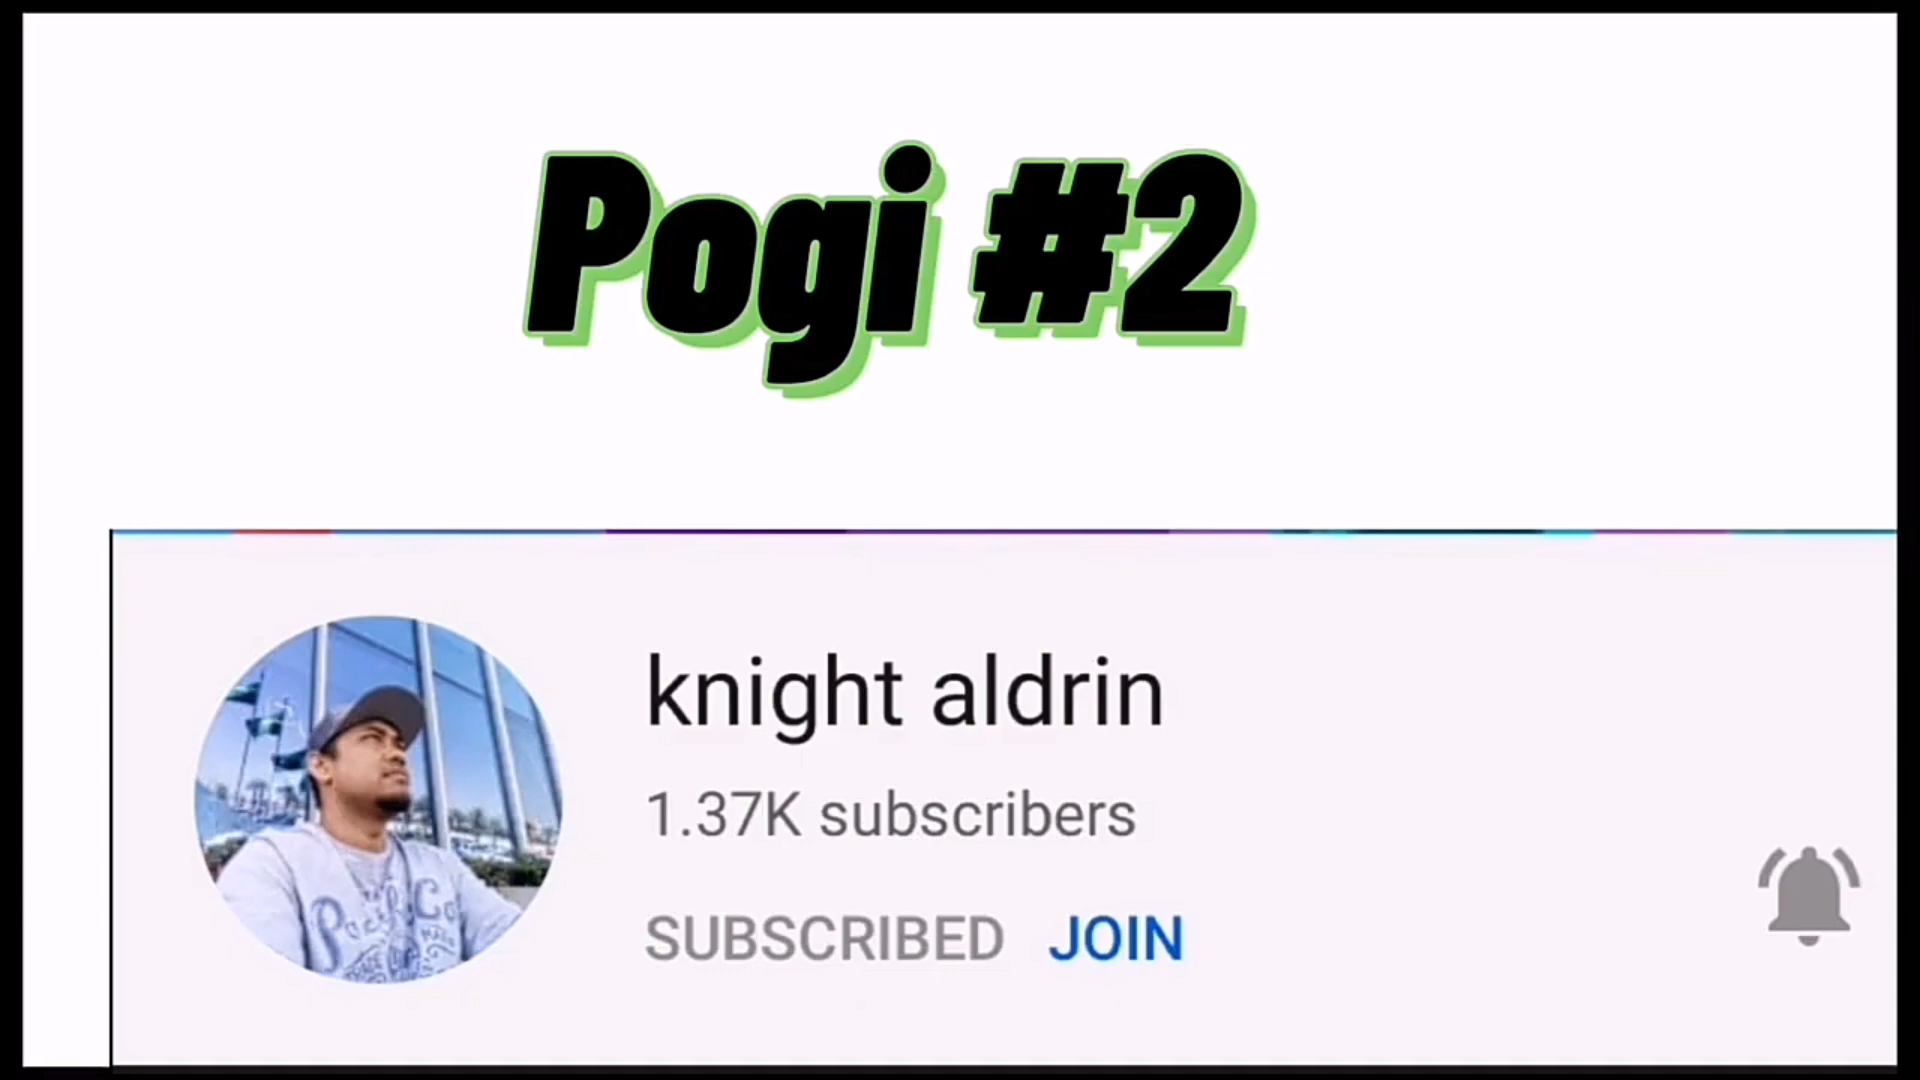 Pogi #2
knight aldrin
1.37K subscribers
SUBSCRIBED JOIN